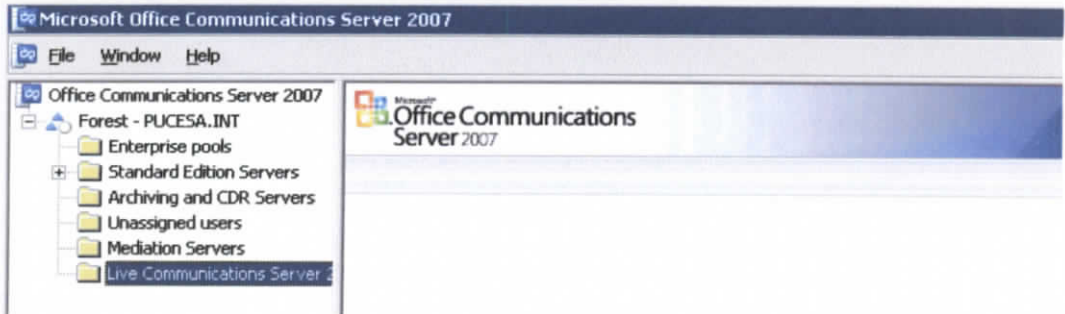 Microsoft Office Communications Server 2007
File Window Help
Office Communications Server 2007
Forest - PUCESA.INT
Enterprise pools
Standard Edition Servers
Archiving and CDR Servers
Unassigned users
Mediation Servers
Live Communications Server 2
Microsoft
Office Communications
Server 2007